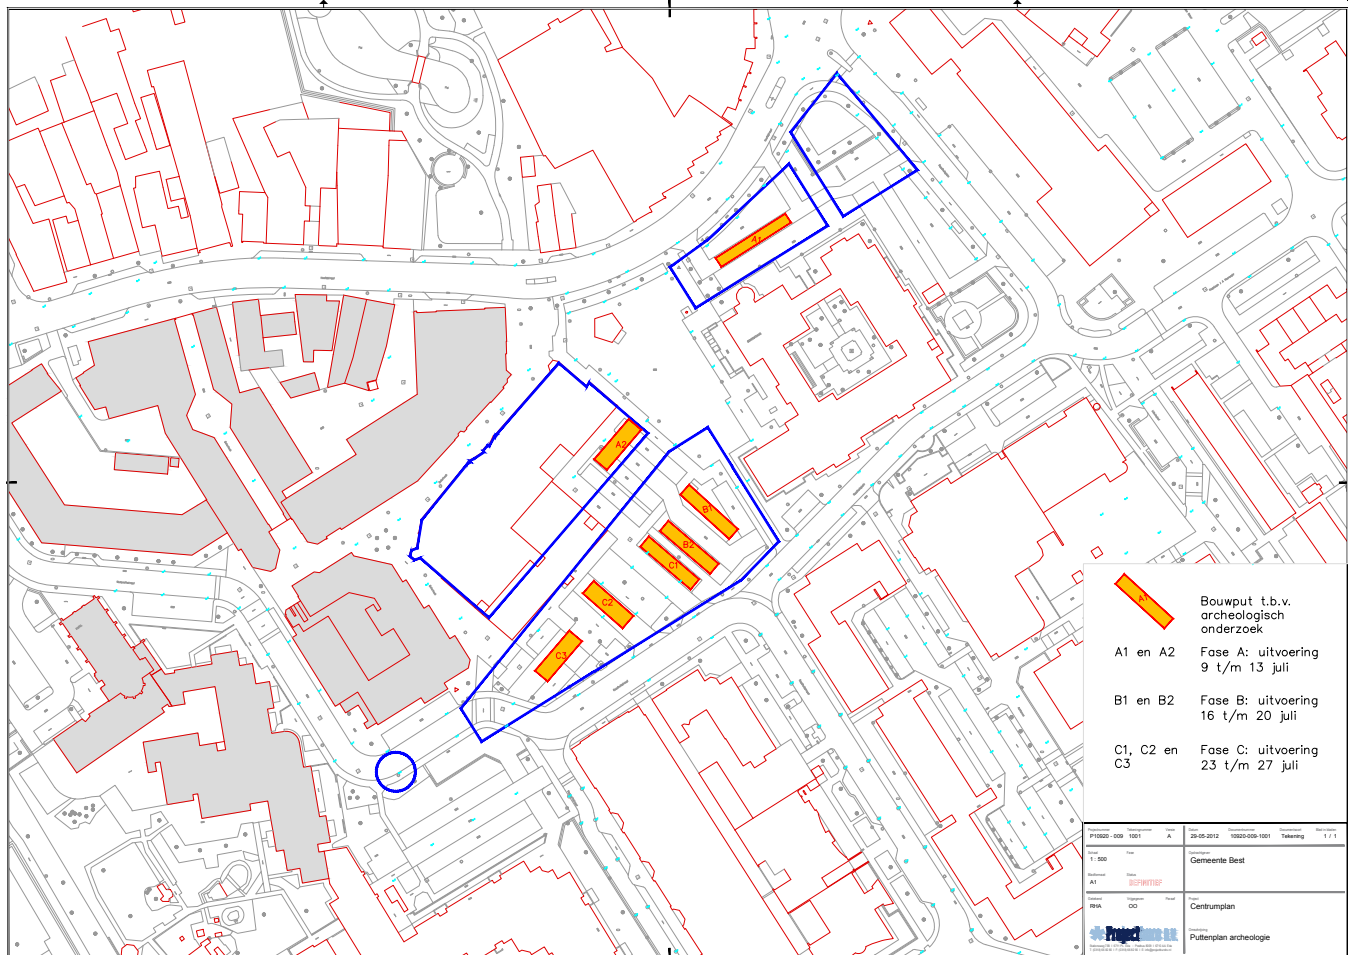 A1
A2
B1
B2
C1
C2
C3
A1
Bouwput t.b.v.
archeologisch
onderzoek
A1 en A2 Fase A: uitvoering
9 t/m 13 juli
B1 en B2 Fase B: uitvoering
16 t/m 20 juli
C1, C2 en Fase C: uitvoering
C3 23 t/m 27 juli
P10920 - 009 1001 A 29-05-2012 10920-009-1001 Tekening 1 / 1
1 : 500
Gemeente Best
A1
DEFINITIEF
RHA OO
Project
Centrumplan
Puttenplan archeologie